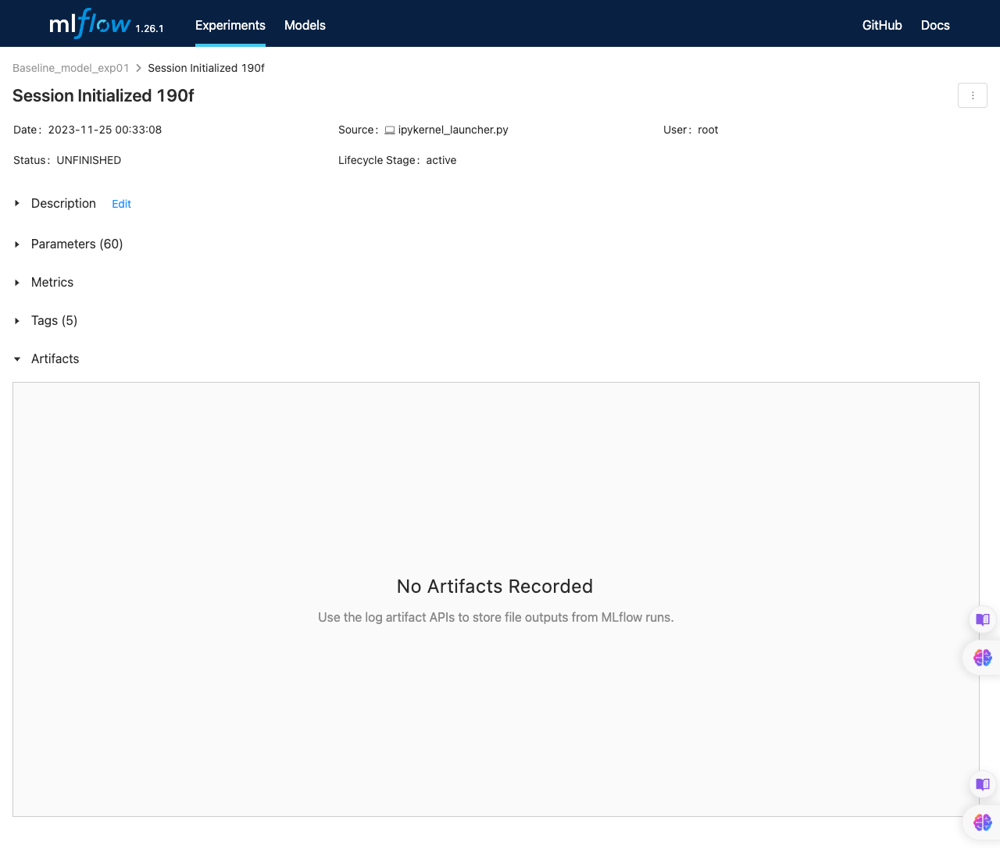 mlflow 1.26.1 Experiments Models GitHub Docs
Baseline_model_exp01 > Session Initialized 190f
Session Initialized 190f
Date: 2023-11-25 00:33:08 Source: ipykernel_launcher.py User: root
Status: UNFINISHED Lifecycle Stage: active
Description Edit
Parameters (60)
Metrics
Tags (5)
Artifacts
No Artifacts Recorded
Use the log artifact APIs to store file outputs from MLflow runs.